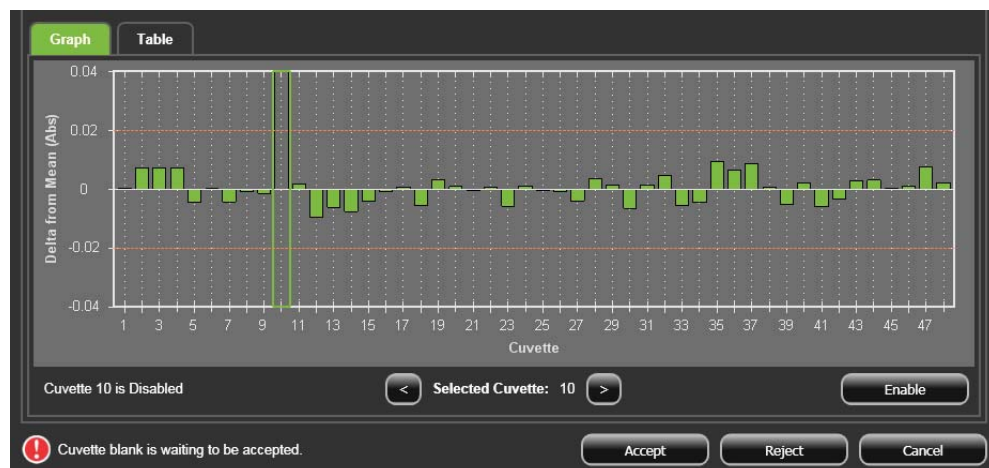 Graph Table
0.04
0.02
0
-0.02
-0.04
Delta from Mean (Abs)
1 3 5 7 9 11 13 15 17 19 21 23 25 27 29 31 33 35 37 39 41 43 45 47
Cuvette
Cuvette 10 is Disabled < Selected Cuvette: 10 > Enable
! Cuvette blank is waiting to be accepted. Accept Reject Cancel